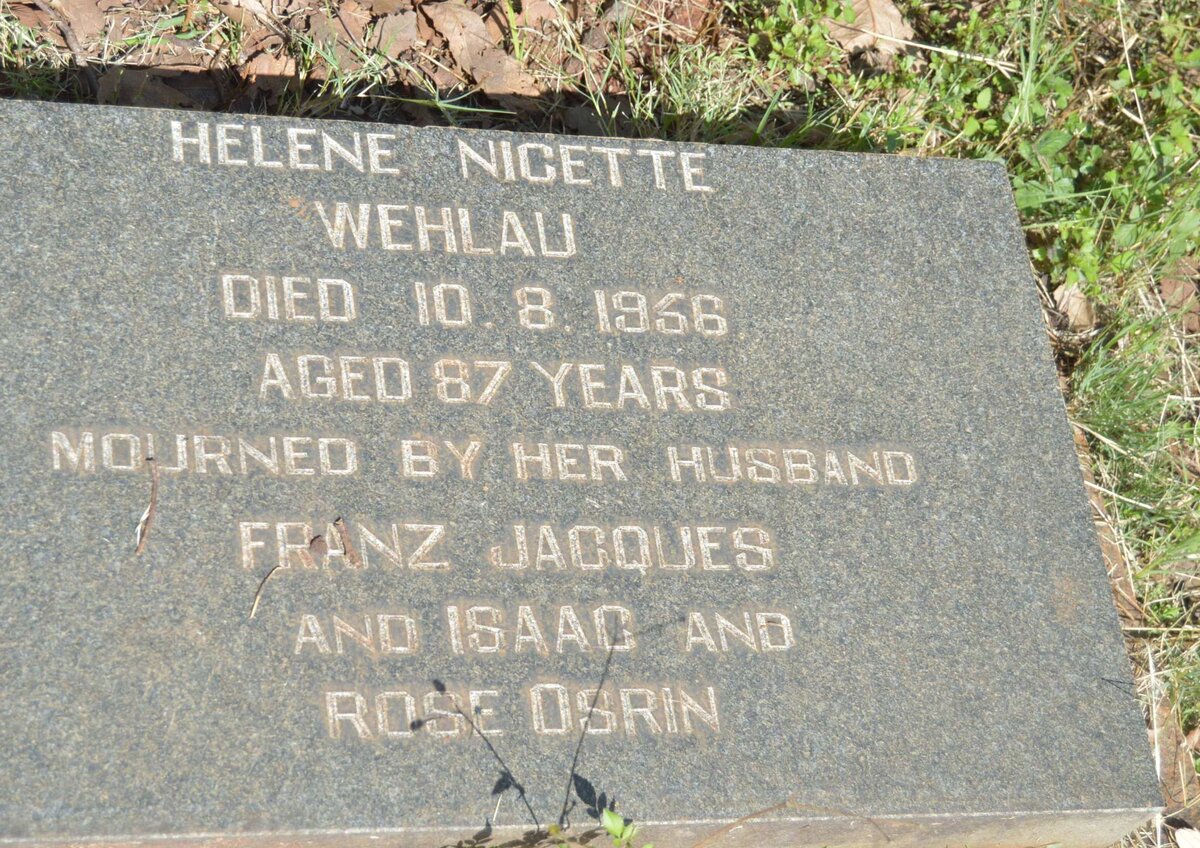 HELENE NICETTE
WEHLAU
DIED 10. 8. 1956
AGED 87 YEARS
MOURNED BY HER HUSBAND
FRANZ JACQUES
AND ISAAC AND
ROSE OSRIN